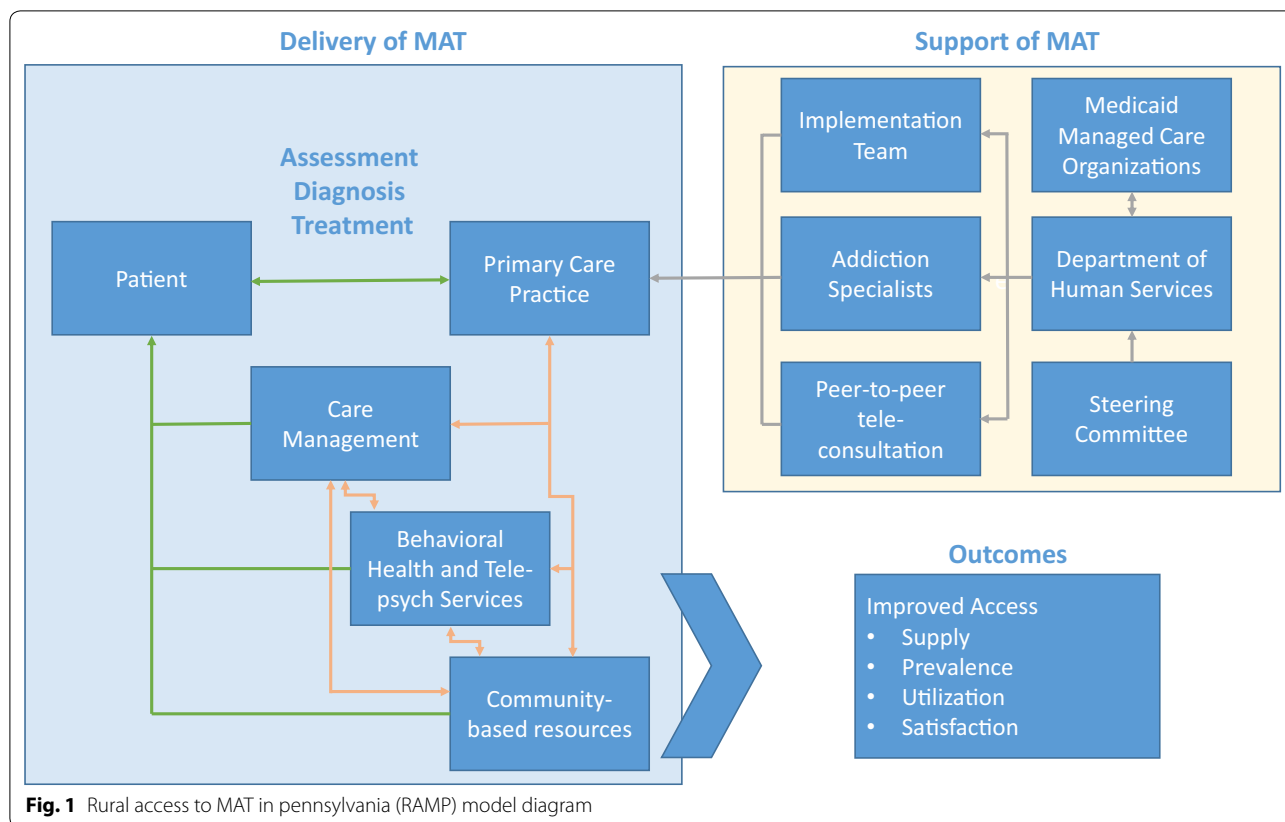 Delivery of MAT
Support of MAT
Assessment
Diagnosis
Treatment
Patient
Primary Care
Practice
Care
Management
Behavioral
Health and Tele-
psych Services
Community-
based resources
Implementation
Team
Addiction
Specialists
Peer-to-peer
tele-
consultation
Medicaid
Managed Care
Organizations
Department of
Human Services
Steering
Committee
Outcomes
Improved Access
• Supply
• Prevalence
• Utilization
• Satisfaction
Fig. 1 Rural access to MAT in pennsylvania (RAMP) model diagram